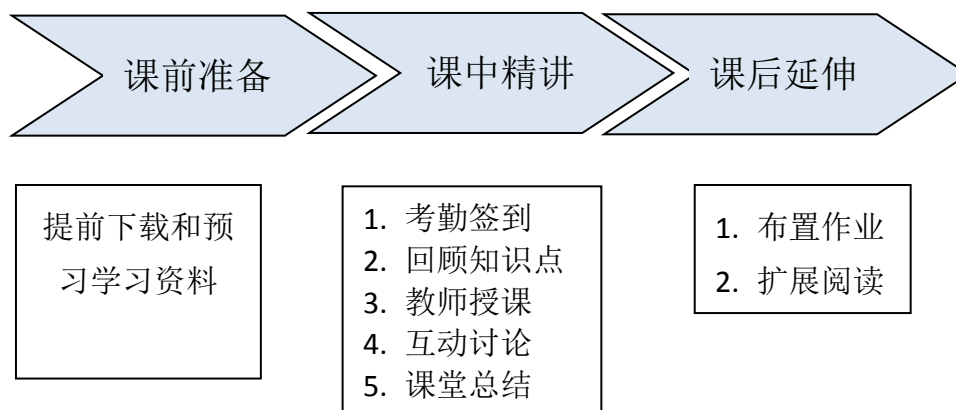 课前准备
课中精讲
课后延伸
提前下载和预
习学习资料
1. 考勤签到
2. 回顾知识点
3. 教师授课
4. 互动讨论
5. 课堂总结
1. 布置作业
2. 扩展阅读